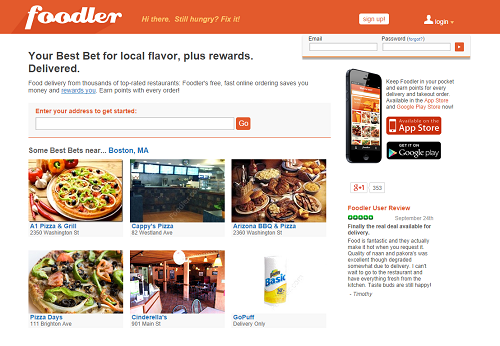 foodler
Hi there. Still hungry? Fix it!
sign up!
login
Email
Password (forgot?)
Your Best Bet for local flavor, plus rewards.
Delivered.
Food delivery from thousands of top-rated restaurants: Foodler's free, fast online ordering saves you
money and rewards you. Earn points with every order!
Enter your address to get started:
Go
Some Best Bets near... Boston, MA
A1 Pizza & Grill
2350 Washington St
Cappy's Pizza
82 Westland Ave
Arizona BBQ & Pizza
2360 Washington St
Pizza Days
111 Brighton Ave
Cinderella's
901 Main St
Basic
GoPuff
Delivery Only
Keep Foodler in your pocket
and earn points for every
delivery and takeout order.
Available in the App Store
and Google Play Stores now!
Available on the
App Store
GET IT ON
Google play
g+1
353
Foodler User Review
September 24th
Finally the real deal available for
delivery.
Food is fantastic and they actually
make it hot when you request it.
Quality of naan and pakora's was
excellent though degraded
somewhat due to delivery. I can't
wait to go to the restaurant and
have everything fresh from the
kitchen. Taste buds are still happy!
- Timothy